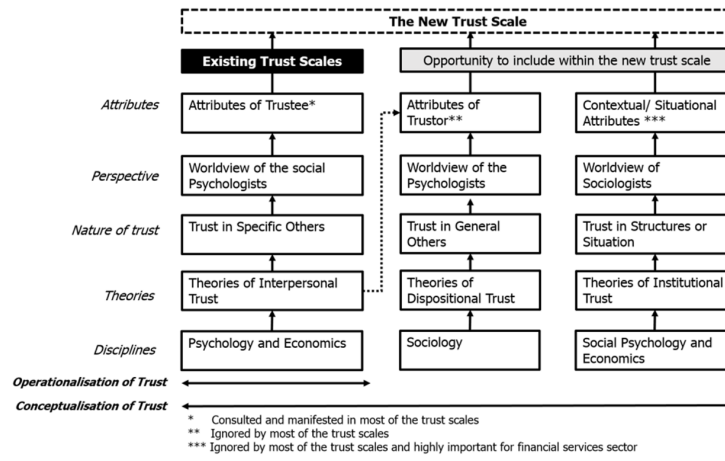 The New Trust Scale
Existing Trust Scales
Opportunity to include within the new trust scale
Attributes
Attributes of Trustee*
Attributes of
Trustor**
Contextual/ Situational
Attributes ***
Perspective
Worldview of the social
Psychologists
Worldview of the
Psychologists
Worldview of
Sociologists
Nature of trust
Trust in Specific Others
Trust in General
Others
Trust in Structures or
Situation
Theories
Theories of Interpersonal
Trust
Theories of
Dispositional Trust
Theories of Institutional
Trust
Disciplines
Psychology and Economics
Sociology
Social Psychology and
Economics
Operationalisation of Trust
Conceptualisation of Trust
* Consulted and manifested in most of the trust scales
** Ignored by most of the trust scales
*** Ignored by most of the trust scales and highly important for financial services sector